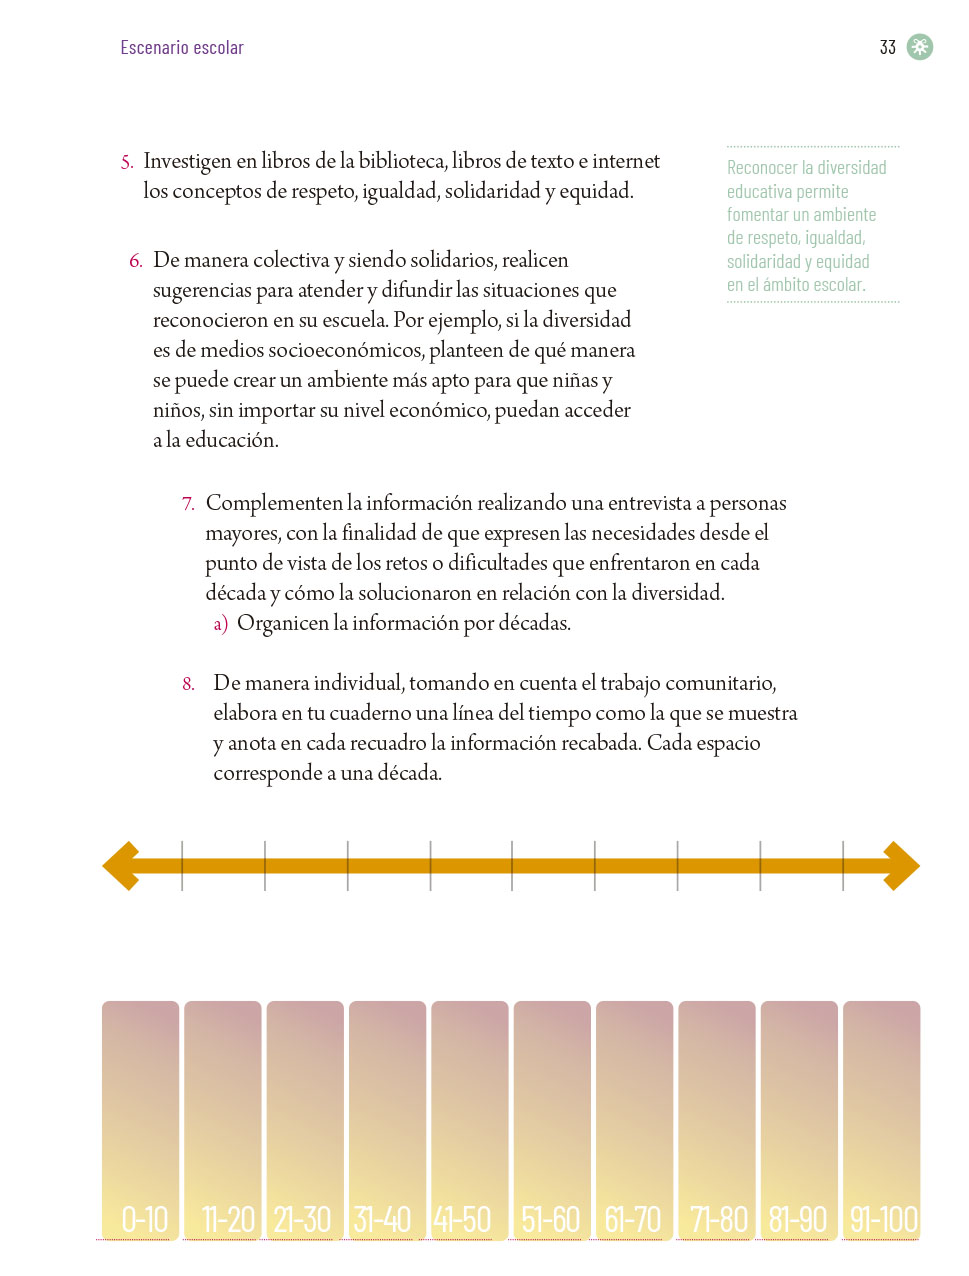 Escenario escolar
33
5. Investigen en libros de la biblioteca, libros de texto e internet
los conceptos de respeto, igualdad, solidaridad y equidad.
Reconocer la diversidad
educativa permite
fomentar un ambiente
de respeto, igualdad,
solidaridad y equidad
en el ámbito escolar.
6. De manera colectiva y siendo solidarios, realicen
sugerencias para atender y difundir las situaciones que
reconocieron en su escuela. Por ejemplo, si la diversidad
es de medios socioeconómicos, planteen de qué manera
se puede crear un ambiente más apto para que niñas y
niños, sin importar su nivel económico, puedan acceder
a la educación.
7. Complementen la información realizando una entrevista a personas
mayores, con la finalidad de que expresen las necesidades desde el
punto de vista de los retos o dificultades que enfrentaron en cada
década y cómo la solucionaron en relación con la diversidad.
a) Organicen la información por décadas.
8. De manera individual, tomando en cuenta el trabajo comunitario,
elabora en tu cuaderno una línea del tiempo como la que se muestra
y anota en cada recuadro la información recabada. Cada espacio
corresponde a una década.
0-10 11-20 21-30 31-40 41-50 51-60 61-70 71-80 81-90 91-100